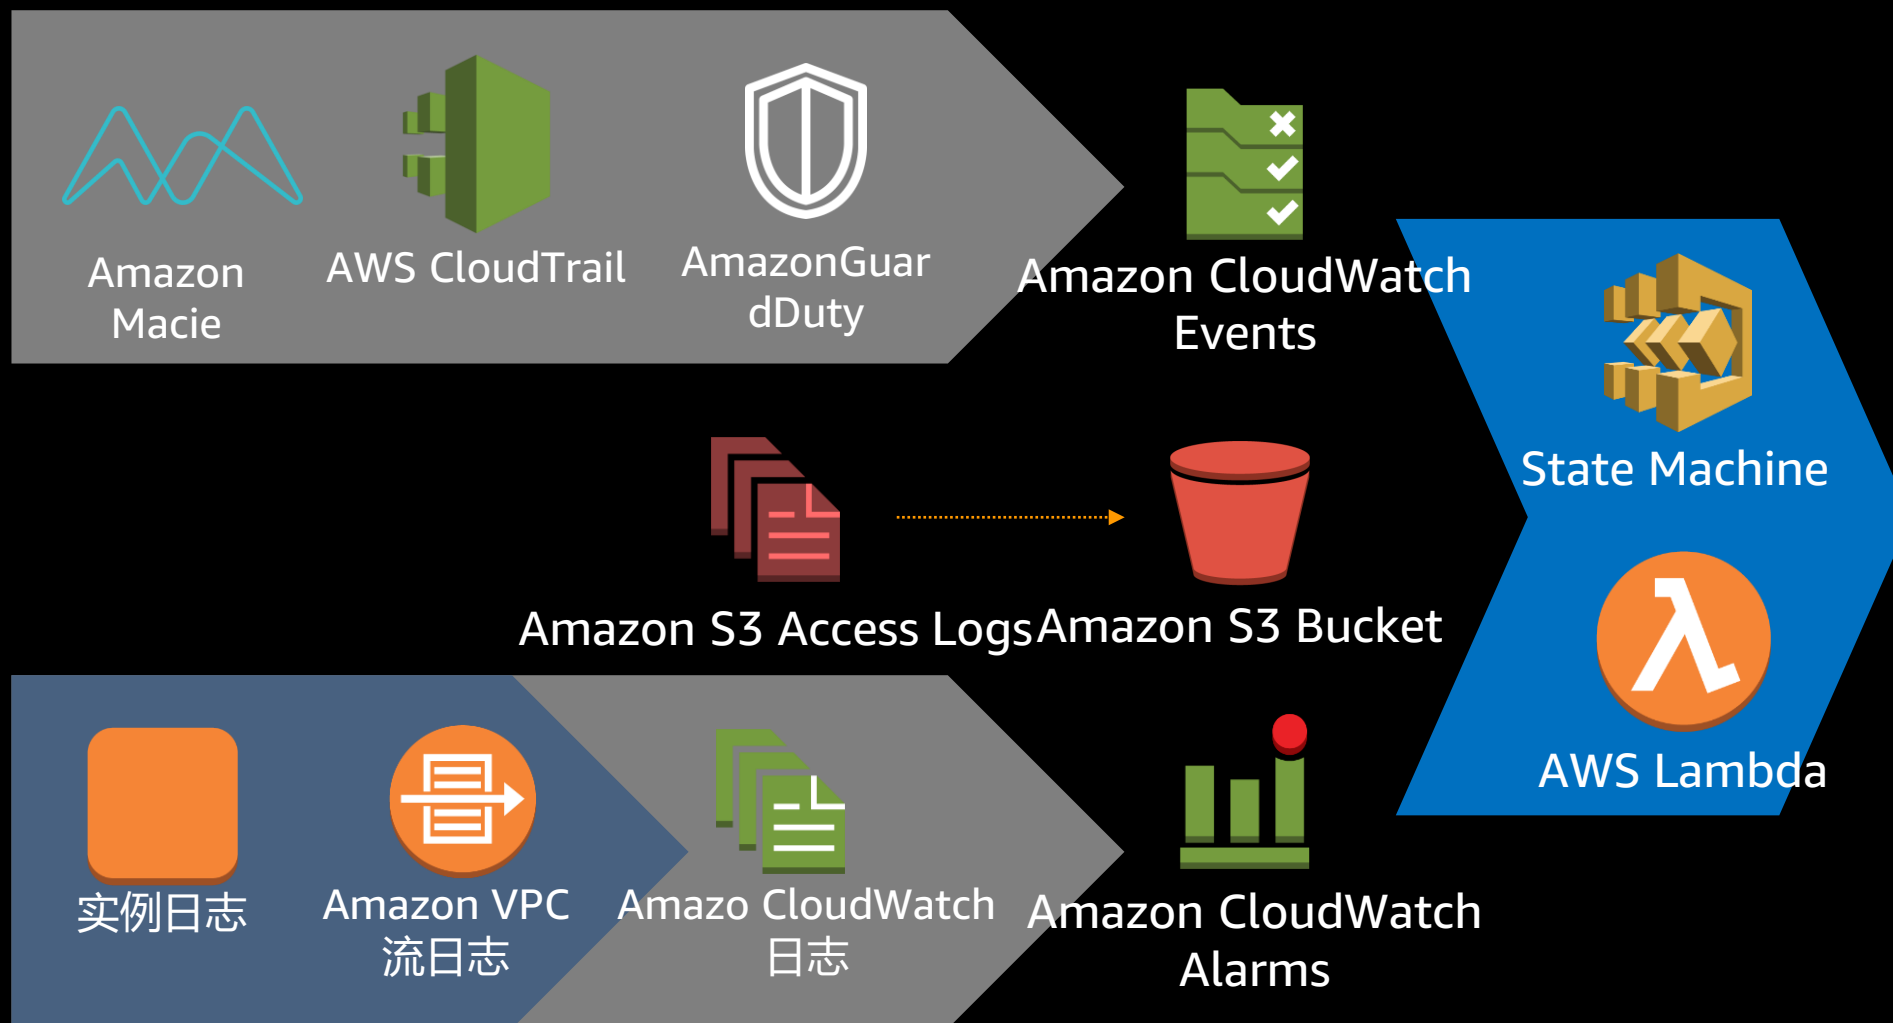 Amazon
Macie
AWS CloudTrail
AmazonGuar
dDuty
Amazon CloudWatch
Events
State Machine
Amazon S3 Access Logs
Amazon S3 Bucket
AWS Lambda
实例日志
Amazon VPC
流日志
Amazo CloudWatch
日志
Amazon CloudWatch
Alarms